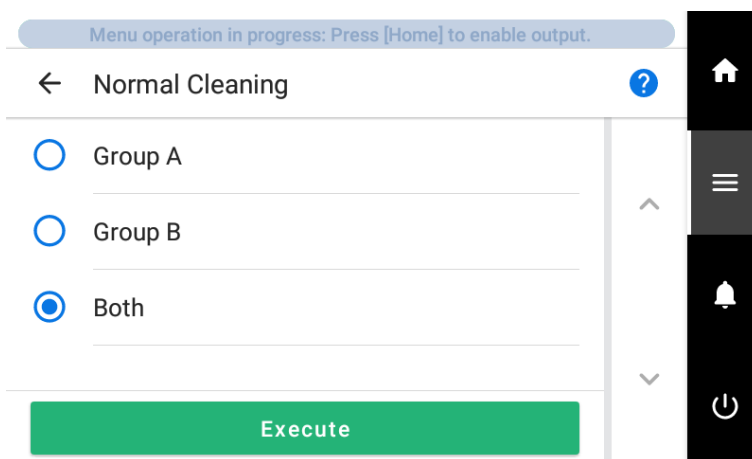 Menu operation in progress: Press [Home] to enable output.
Normal Cleaning
?
Group A
Group B
Both
Execute